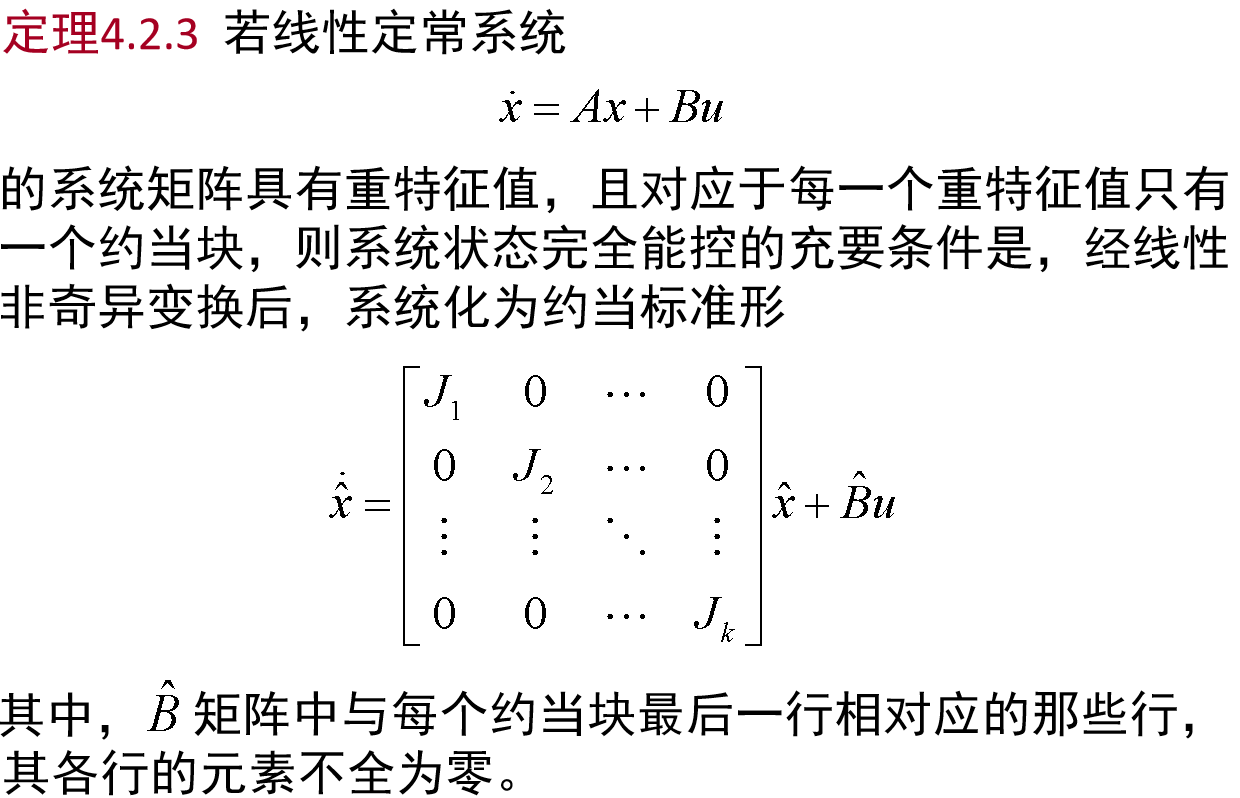 定理4.2.3 若线性定常系统
ẋ = Ax + Bu
的系统矩阵具有重特征值，且对应于每一个重特征值只有
一个约当块，则系统状态完全能控的充要条件是，经线性
非奇异变换后，系统化为约当标准形
J₁ 0 ⋯ 0
0 J₂ ⋯ 0
x̂̇ = [⋮ ⋮ ⋱ ⋮] x̂ + B̂u
0 0 ⋯ Jₖ
其中，B̂ 矩阵中与每个约当块最后一行相对应的那些行，
其各行的元素不全为零。